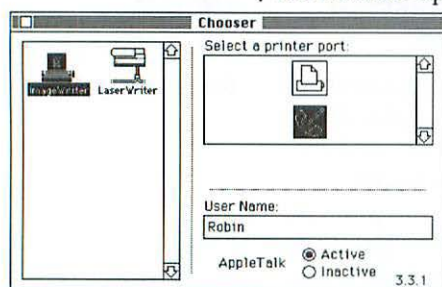 Chooser
ImageWriter LaserWriter
Select a printer port:
User Name:
Robin
AppleTalk
Active
Inactive
3.3.1